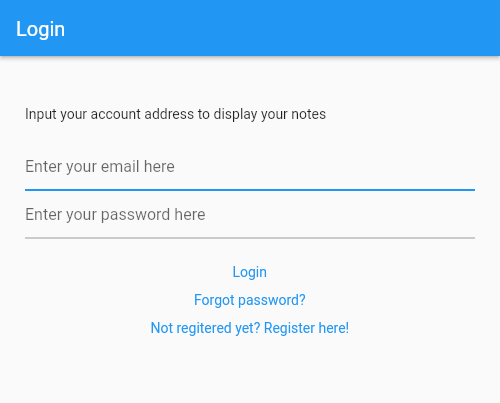 Login
Input your account address to display your notes
Enter your email here
Enter your password here
Login
Forgot password?
Not regitered yet? Register here!